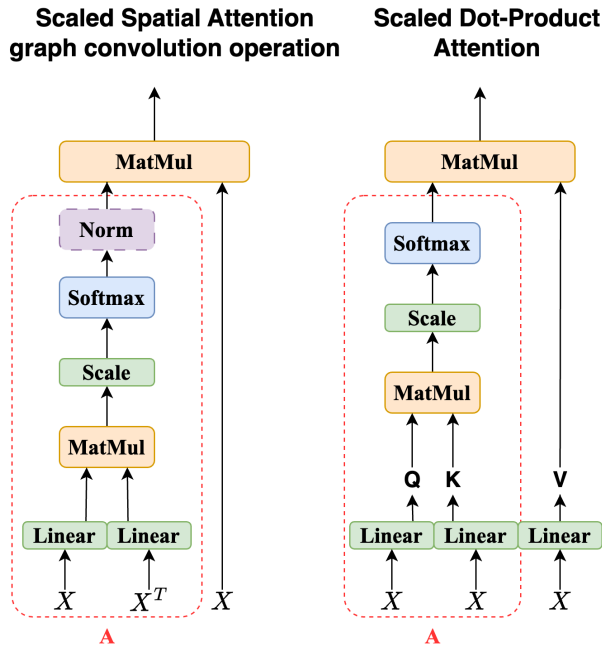 Scaled Spatial Attention
graph convolution operation
MatMul
Norm
Softmax
Scale
MatMul
Linear Linear
X X^T X
A
Scaled Dot-Product
Attention
MatMul
Softmax
Scale
MatMul
Q K V
Linear Linear Linear
X X X
A